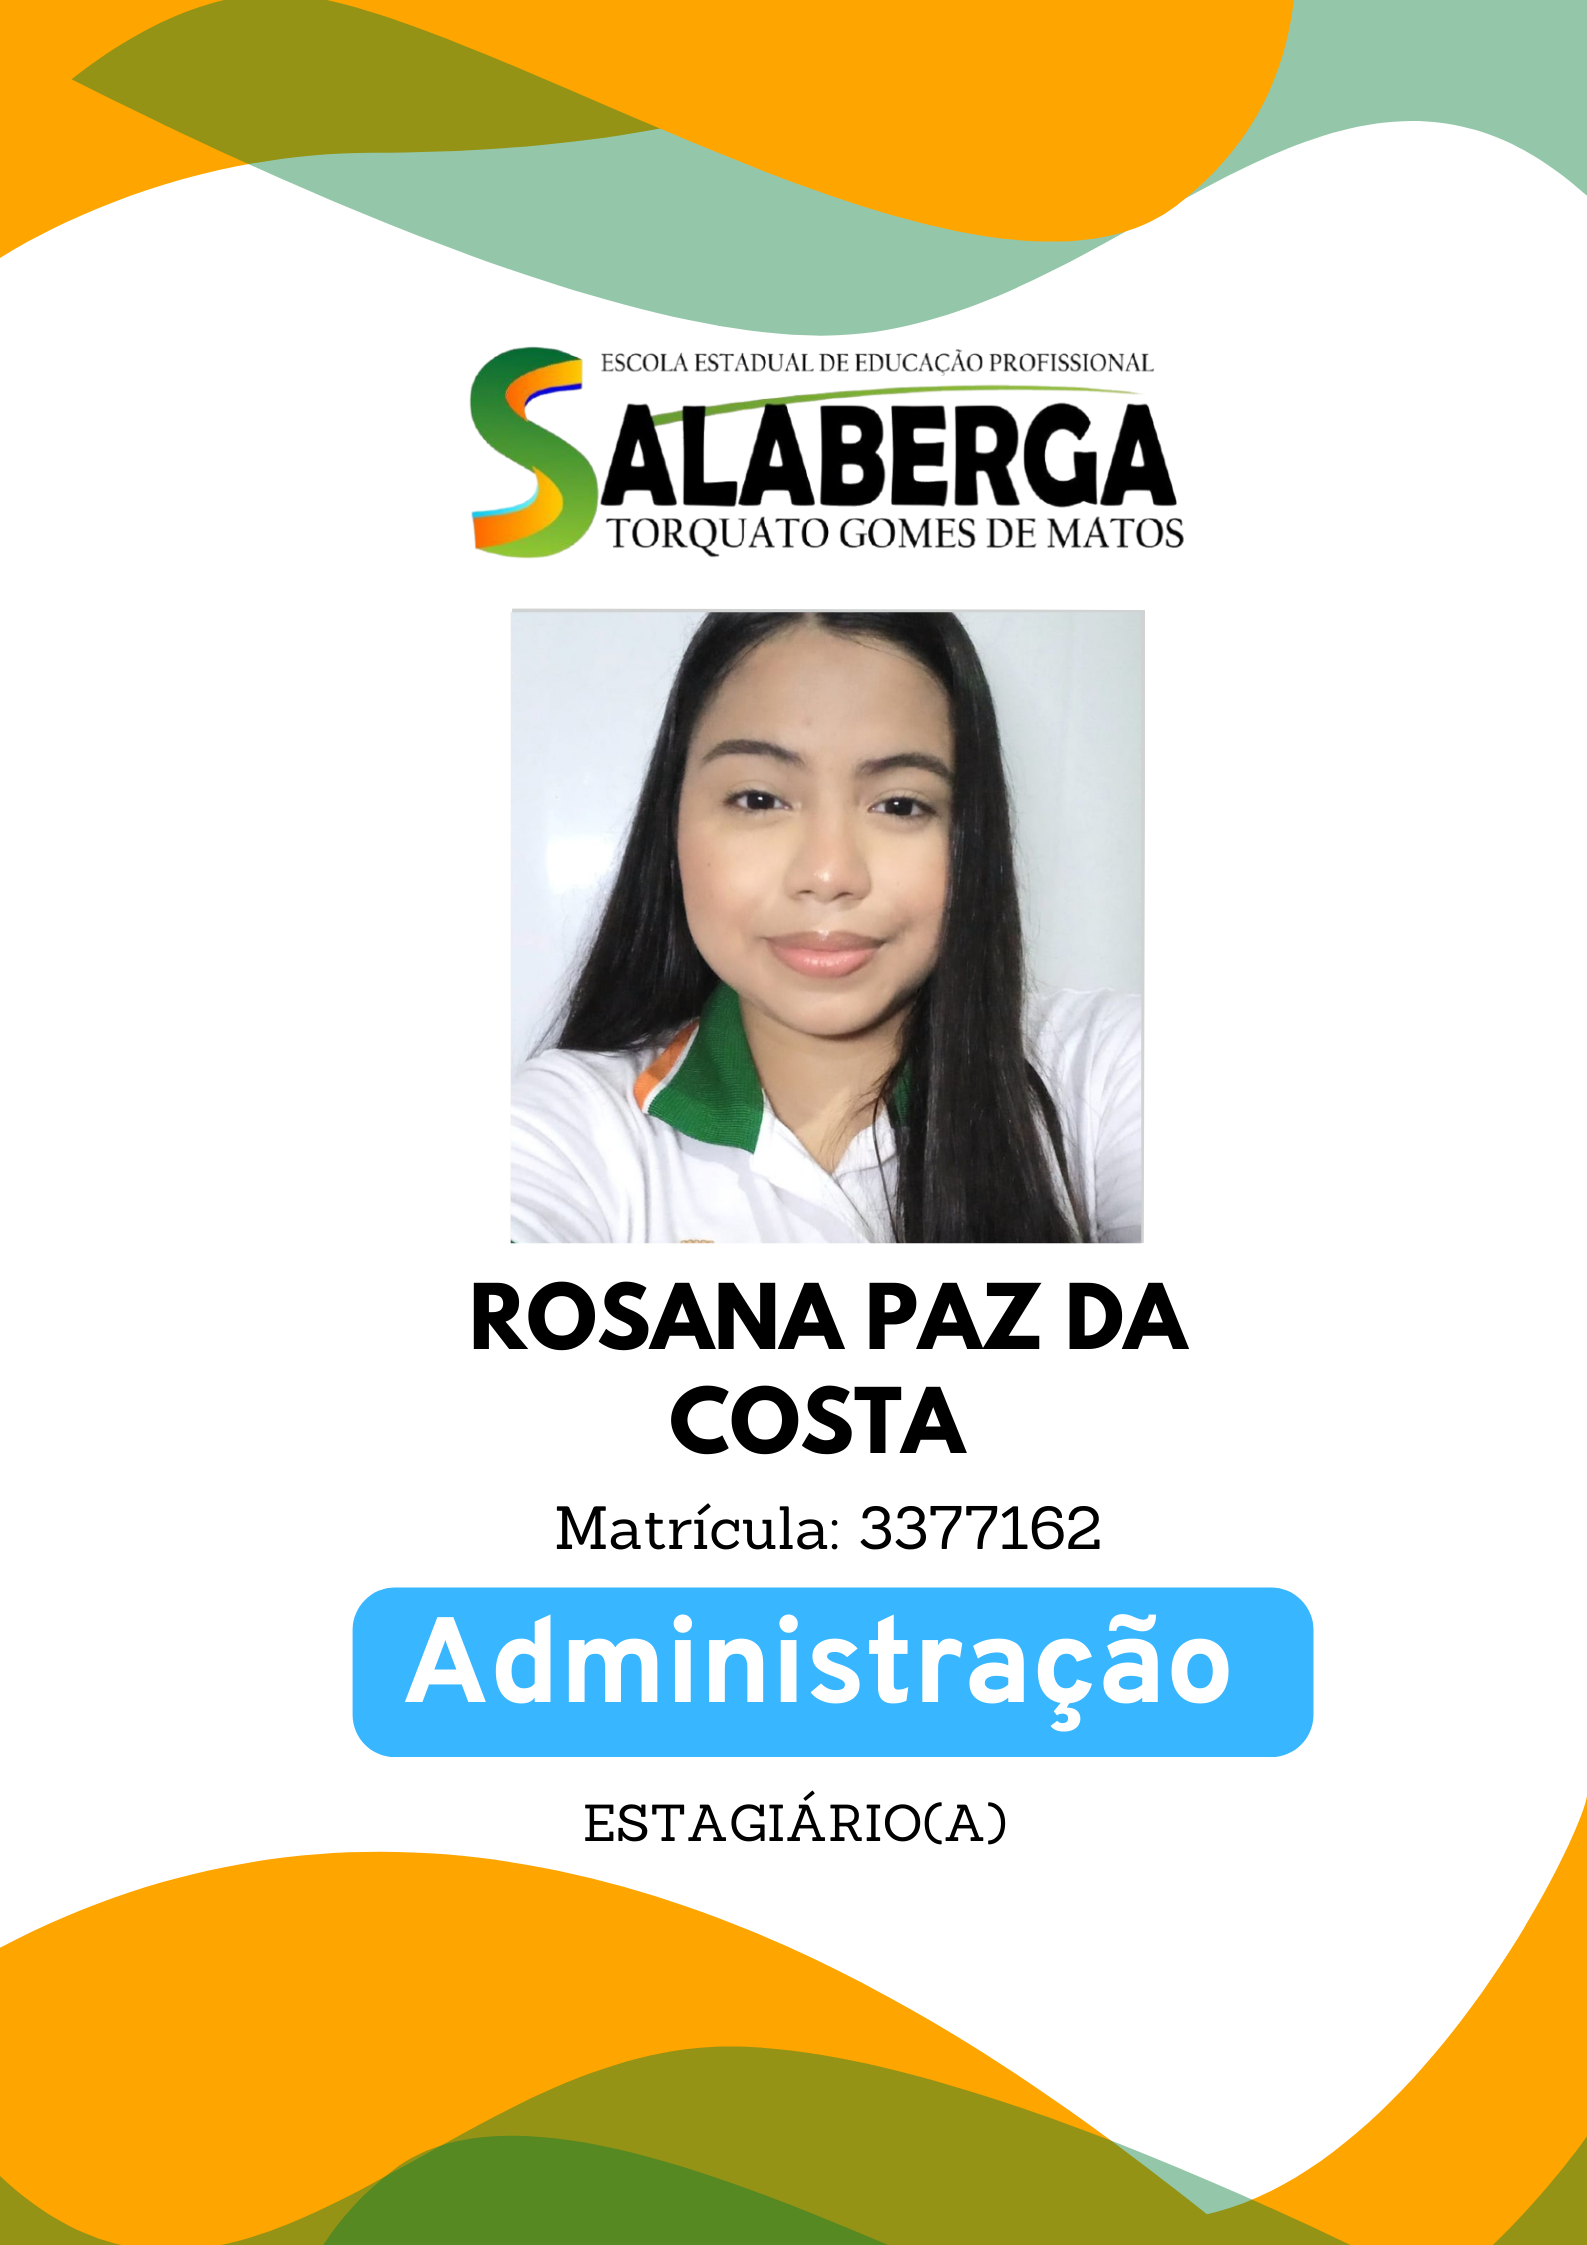 ESCOLA ESTADUAL DE EDUCAÇÃO PROFISSIONAL
SALABERGA
TORQUATO GOMES DE MATOS
ROSANA PAZ DA
COSTA
Matrícula: 3377162
Administração
ESTAGIÁRIO(A)